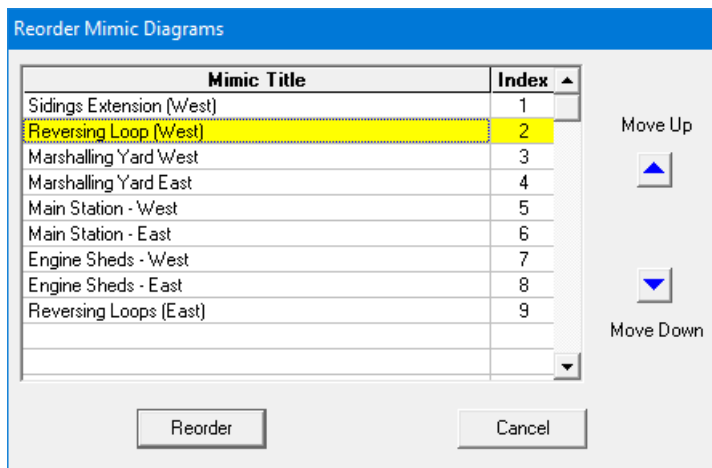 Reorder Mimic Diagrams
Mimic Title Index
Sidings Extension (West) 1
Reversing Loop (West) 2
Marshalling Yard West 3
Marshalling Yard East 4
Main Station - West 5
Main Station - East 6
Engine Sheds - West 7
Engine Sheds - East 8
Reversing Loops (East) 9
Move Up
Move Down
Reorder Cancel